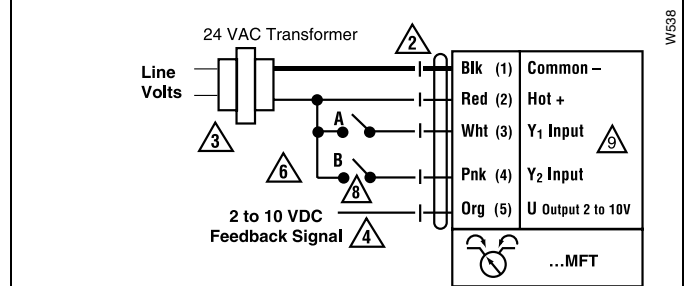 W538
24 VAC Transformer
2
Line
Volts
3
Blk (1) Common –
Red (2) Hot +
A
Wht (3) Y1 Input
9
6
B
8
Pnk (4) Y2 Input
2 to 10 VDC
Feedback Signal
4
Org (5) U Output 2 to 10V
...MFT